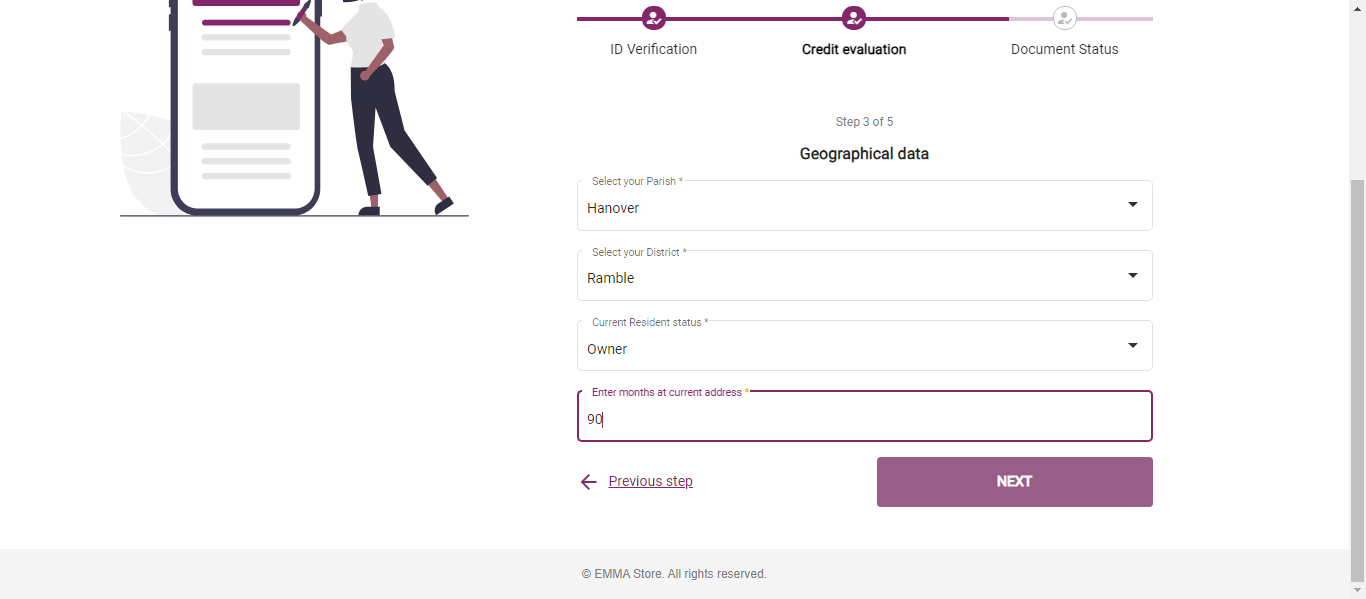 ID Verification
Credit evaluation
Document Status
Step 3 of 5
Geographical data
Select your Parish *
Hanover
Select your District *
Ramble
Current Resident status *
Owner
Enter months at current address *
90
Previous step
NEXT
© EMMA Store. All rights reserved.